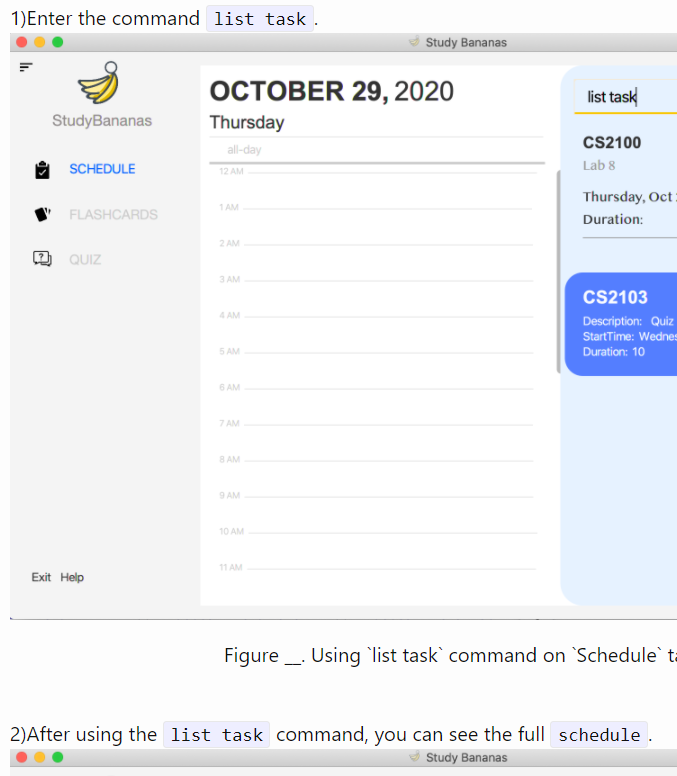 1)Enter the command list task.
Study Bananas
StudyBananas
SCHEDULE
FLASHCARDS
QUIZ
Exit Help
OCTOBER 29, 2020
Thursday
all-day
12 AM
1 AM
2 AM
3 AM
4 AM
5 AM
6 AM
7 AM
8 AM
9 AM
10 AM
11 AM
list task
CS2100
Lab 8
Thursday, Oct
Duration:
CS2103
Description: Quiz
StartTime: Wednes
Duration: 10
Figure __. Using `list task` command on `Schedule` ta
2)After using the list task command, you can see the full schedule.
Study Bananas